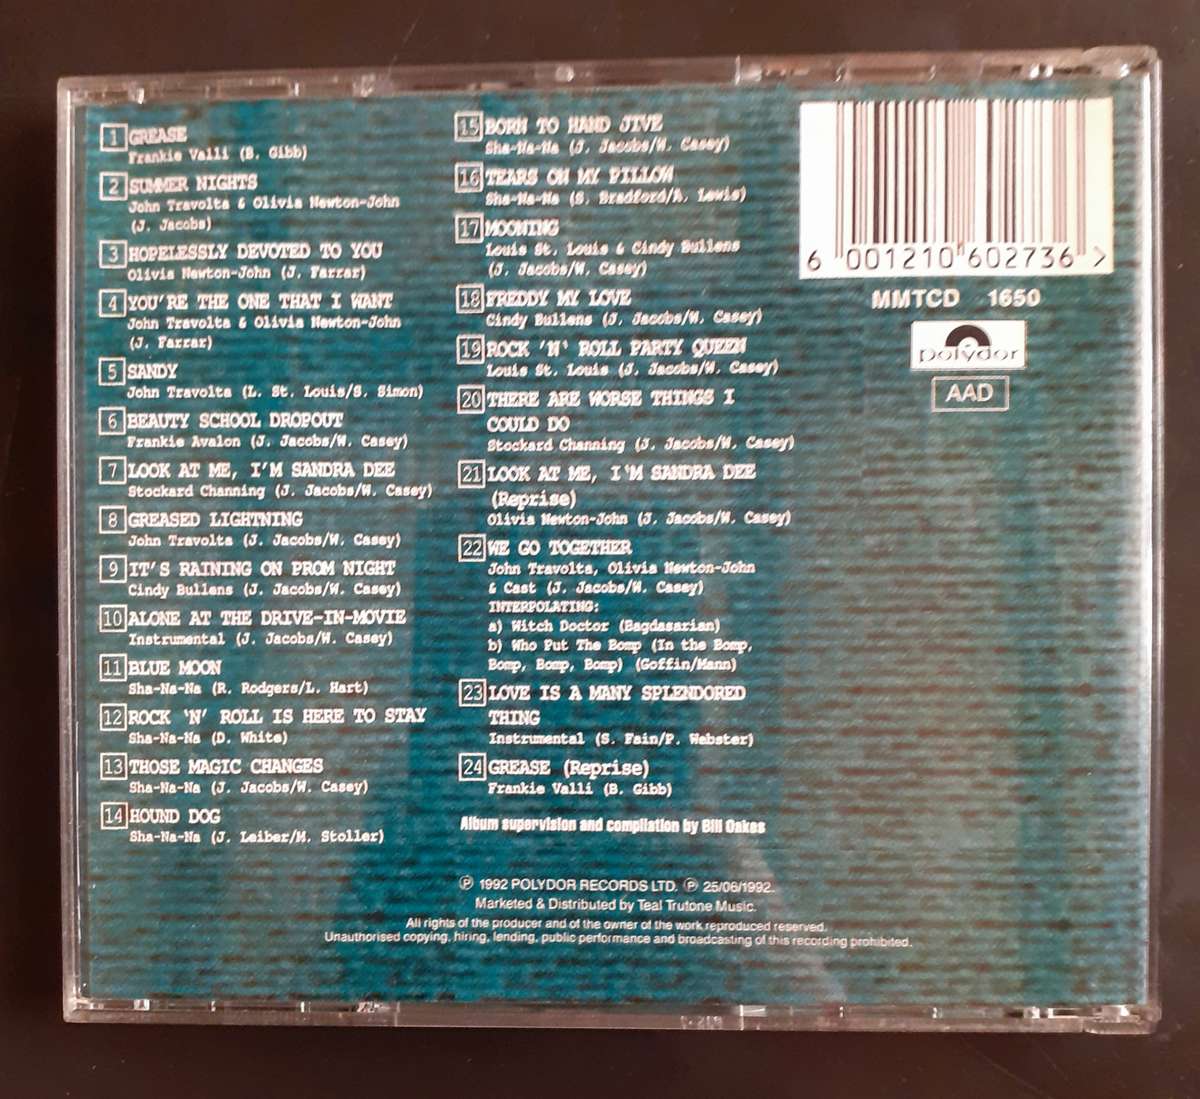 1 GREASE
Frankie Valli (B. Gibb)
2 SUMMER NIGHTS
John Travolta & Olivia Newton-John
(J. Jacobs)
3 HOPELESSLY DEVOTED TO YOU
Olivia Newton-John (J. Farrar)
4 YOU'RE THE ONE THAT I WANT
John Travolta & Olivia Newton-John
(J. Farrar)
5 SANDY
John Travolta (L. St. Louis/S. Simon)
6 BEAUTY SCHOOL DROPOUT
Frankie Avalon (J. Jacobs/W. Casey)
7 LOOK AT ME, I'M SANDRA DEE
Stockard Channing (J. Jacobs/W. Casey)
8 GREASED LIGHTNING
John Travolta (J. Jacobs/W. Casey)
9 IT'S RAINING ON PROM NIGHT
Cindy Bullens (J. Jacobs/W. Casey)
10 ALONE AT THE DRIVE-IN-MOVIE
Instrumental (J. Jacobs/W. Casey)
11 BLUE MOON
Sha-Na-Na (R. Rodgers/L. Hart)
12 ROCK 'N' ROLL IS HERE TO STAY
Sha-Na-Na (D. White)
13 THOSE MAGIC CHANGES
Sha-Na-Na (J. Jacobs/W. Casey)
14 HOUND DOG
Sha-Na-Na (J. Leiber/M. Stoller)
15 BORN TO HAND JIVE
Sha-Na-Na (J. Jacobs/W. Casey)
16 TEARS ON MY PILLOW
Sha-Na-Na (S. Bradford/A. Lewis)
17 MOONING
Louis St. Louis & Cindy Bullens
(J. Jacobs/W. Casey)
18 FREDDY MY LOVE
Cindy Bullens (J. Jacobs/W. Casey)
19 ROCK 'N' ROLL PARTY QUEEN
Louis St. Louis (J. Jacobs/W. Casey)
20 THERE ARE WORSE THINGS I
COULD DO
Stockard Channing (J. Jacobs/W. Casey)
21 LOOK AT ME, I'M SANDRA DEE
(Reprise)
Olivia Newton-John (J. Jacobs/W. Casey)
22 WE GO TOGETHER
John Travolta, Olivia Newton-John
& Cast (J. Jacobs/W. Casey)
INTERPOLATING:
a) Witch Doctor (Bagdasarian)
b) Who Put The Bomp (In the Bomp,
Bomp, Bomp, Bomp) (Goffin/Mann)
23 LOVE IS A MANY SPLENDORED
THING
Instrumental (S. Fain/P. Webster)
24 GREASE (Reprise)
Frankie Valli (B. Gibb)
Album supervision and compilation by Bill Oakes
6 001210 602736 >
MMTCD 1650
polydor
AAD
℗ 1992 POLYDOR RECORDS LTD. ℗ 25/06/1992.
Marketed & Distributed by Teal Trutone Music.
All rights of the producer and of the owner of the work reproduced reserved.
Unauthorised copying, hiring, lending, public performance and broadcasting of this recording prohibited.